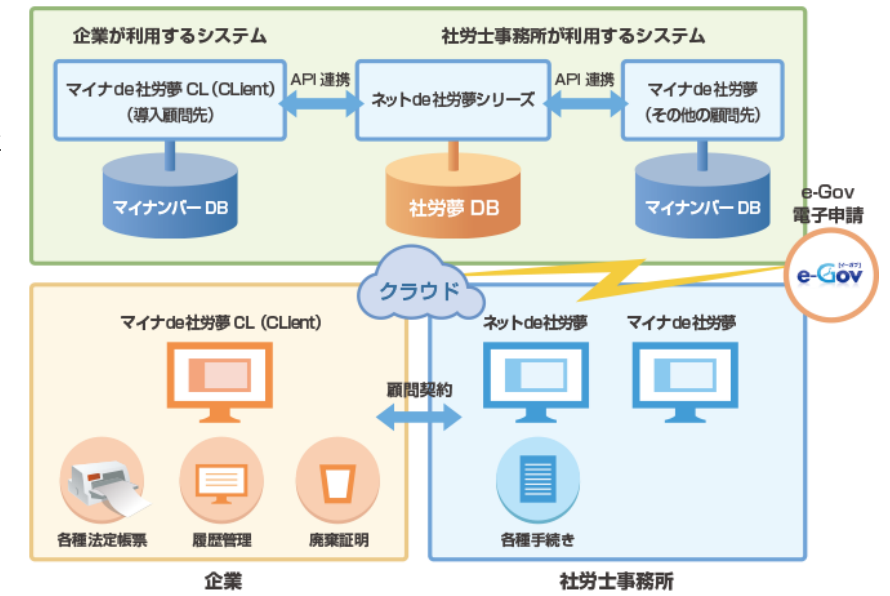 企業が利用するシステム
社労士事務所が利用するシステム
マイナde社労夢 CL (CLient)
(導入顧問先)
API 連携
ネットde社労夢シリーズ
API 連携
マイナde社労夢
(その他の顧問先)
マイナンバー DB
社労夢 DB
マイナンバー DB
e-Gov
電子申請
[イーガブ]
e-Gov
クラウド
マイナde社労夢 CL (CLient)
ネットde社労夢
マイナde社労夢
顧問契約
各種法定帳票
履歴管理
廃棄証明
各種手続き
企業
社労士事務所